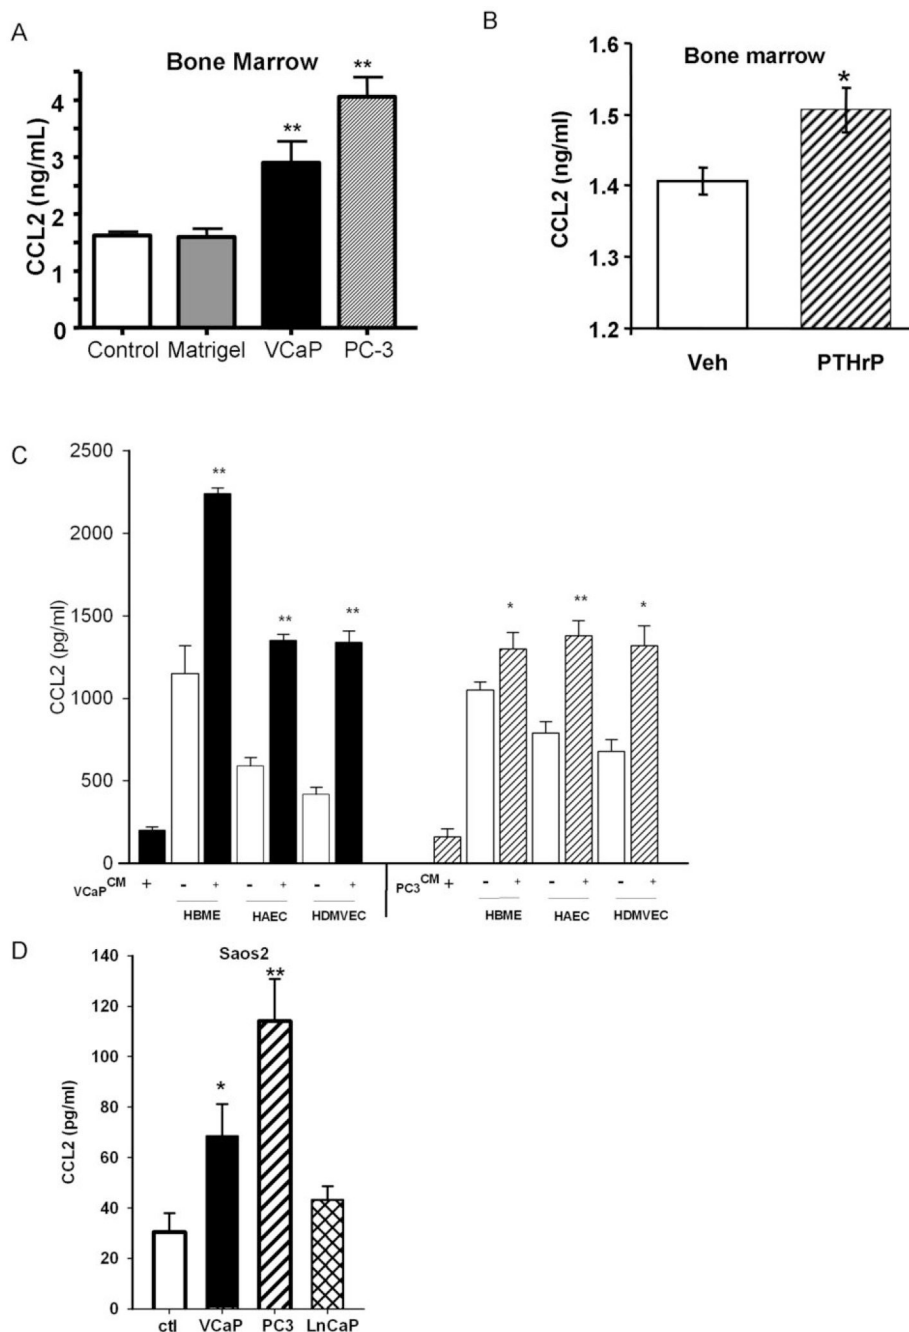 A
Bone Marrow
CCL2 (ng/mL)
4
3
2
1
0
** **
Control Matrigel VCaP PC-3
B
Bone marrow
CCL2 (ng/ml)
1.6
1.5
1.4
1.3
1.2
*
Veh PTHrP
C
CCL2 (pg/ml)
2500
2000
1500
1000
500
0
** ** ** * ** *
VCaP CM + - + - + - + PC3 CM + - + - + - +
HBME HAEC HDMVEC HBME HAEC HDMVEC
D
Saos2
CCL2 (pg/ml)
140
120
100
80
60
40
20
0
* **
ctl VCaP PC3 LnCaP